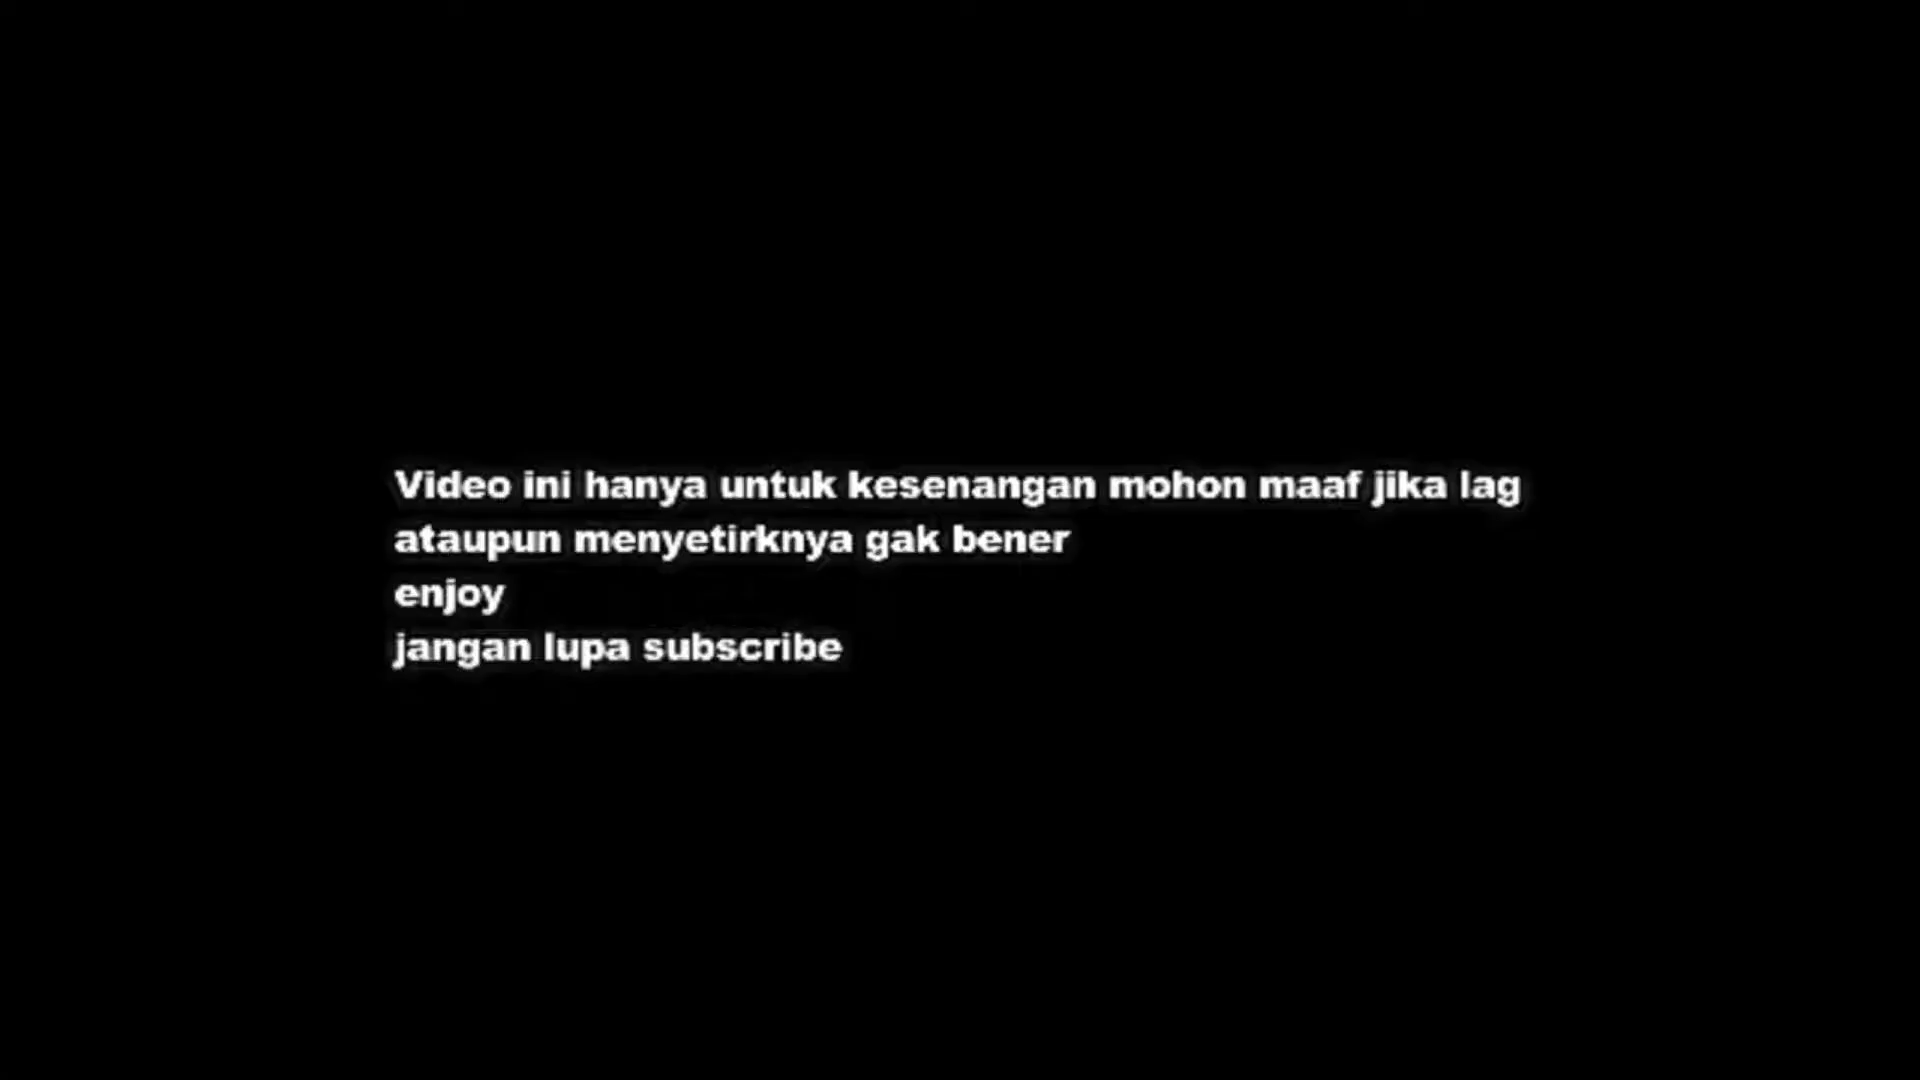 Video ini hanya untuk kesenangan mohon maaf jika lag
ataupun menyetirknya gak bener
enjoy
jangan lupa subscribe